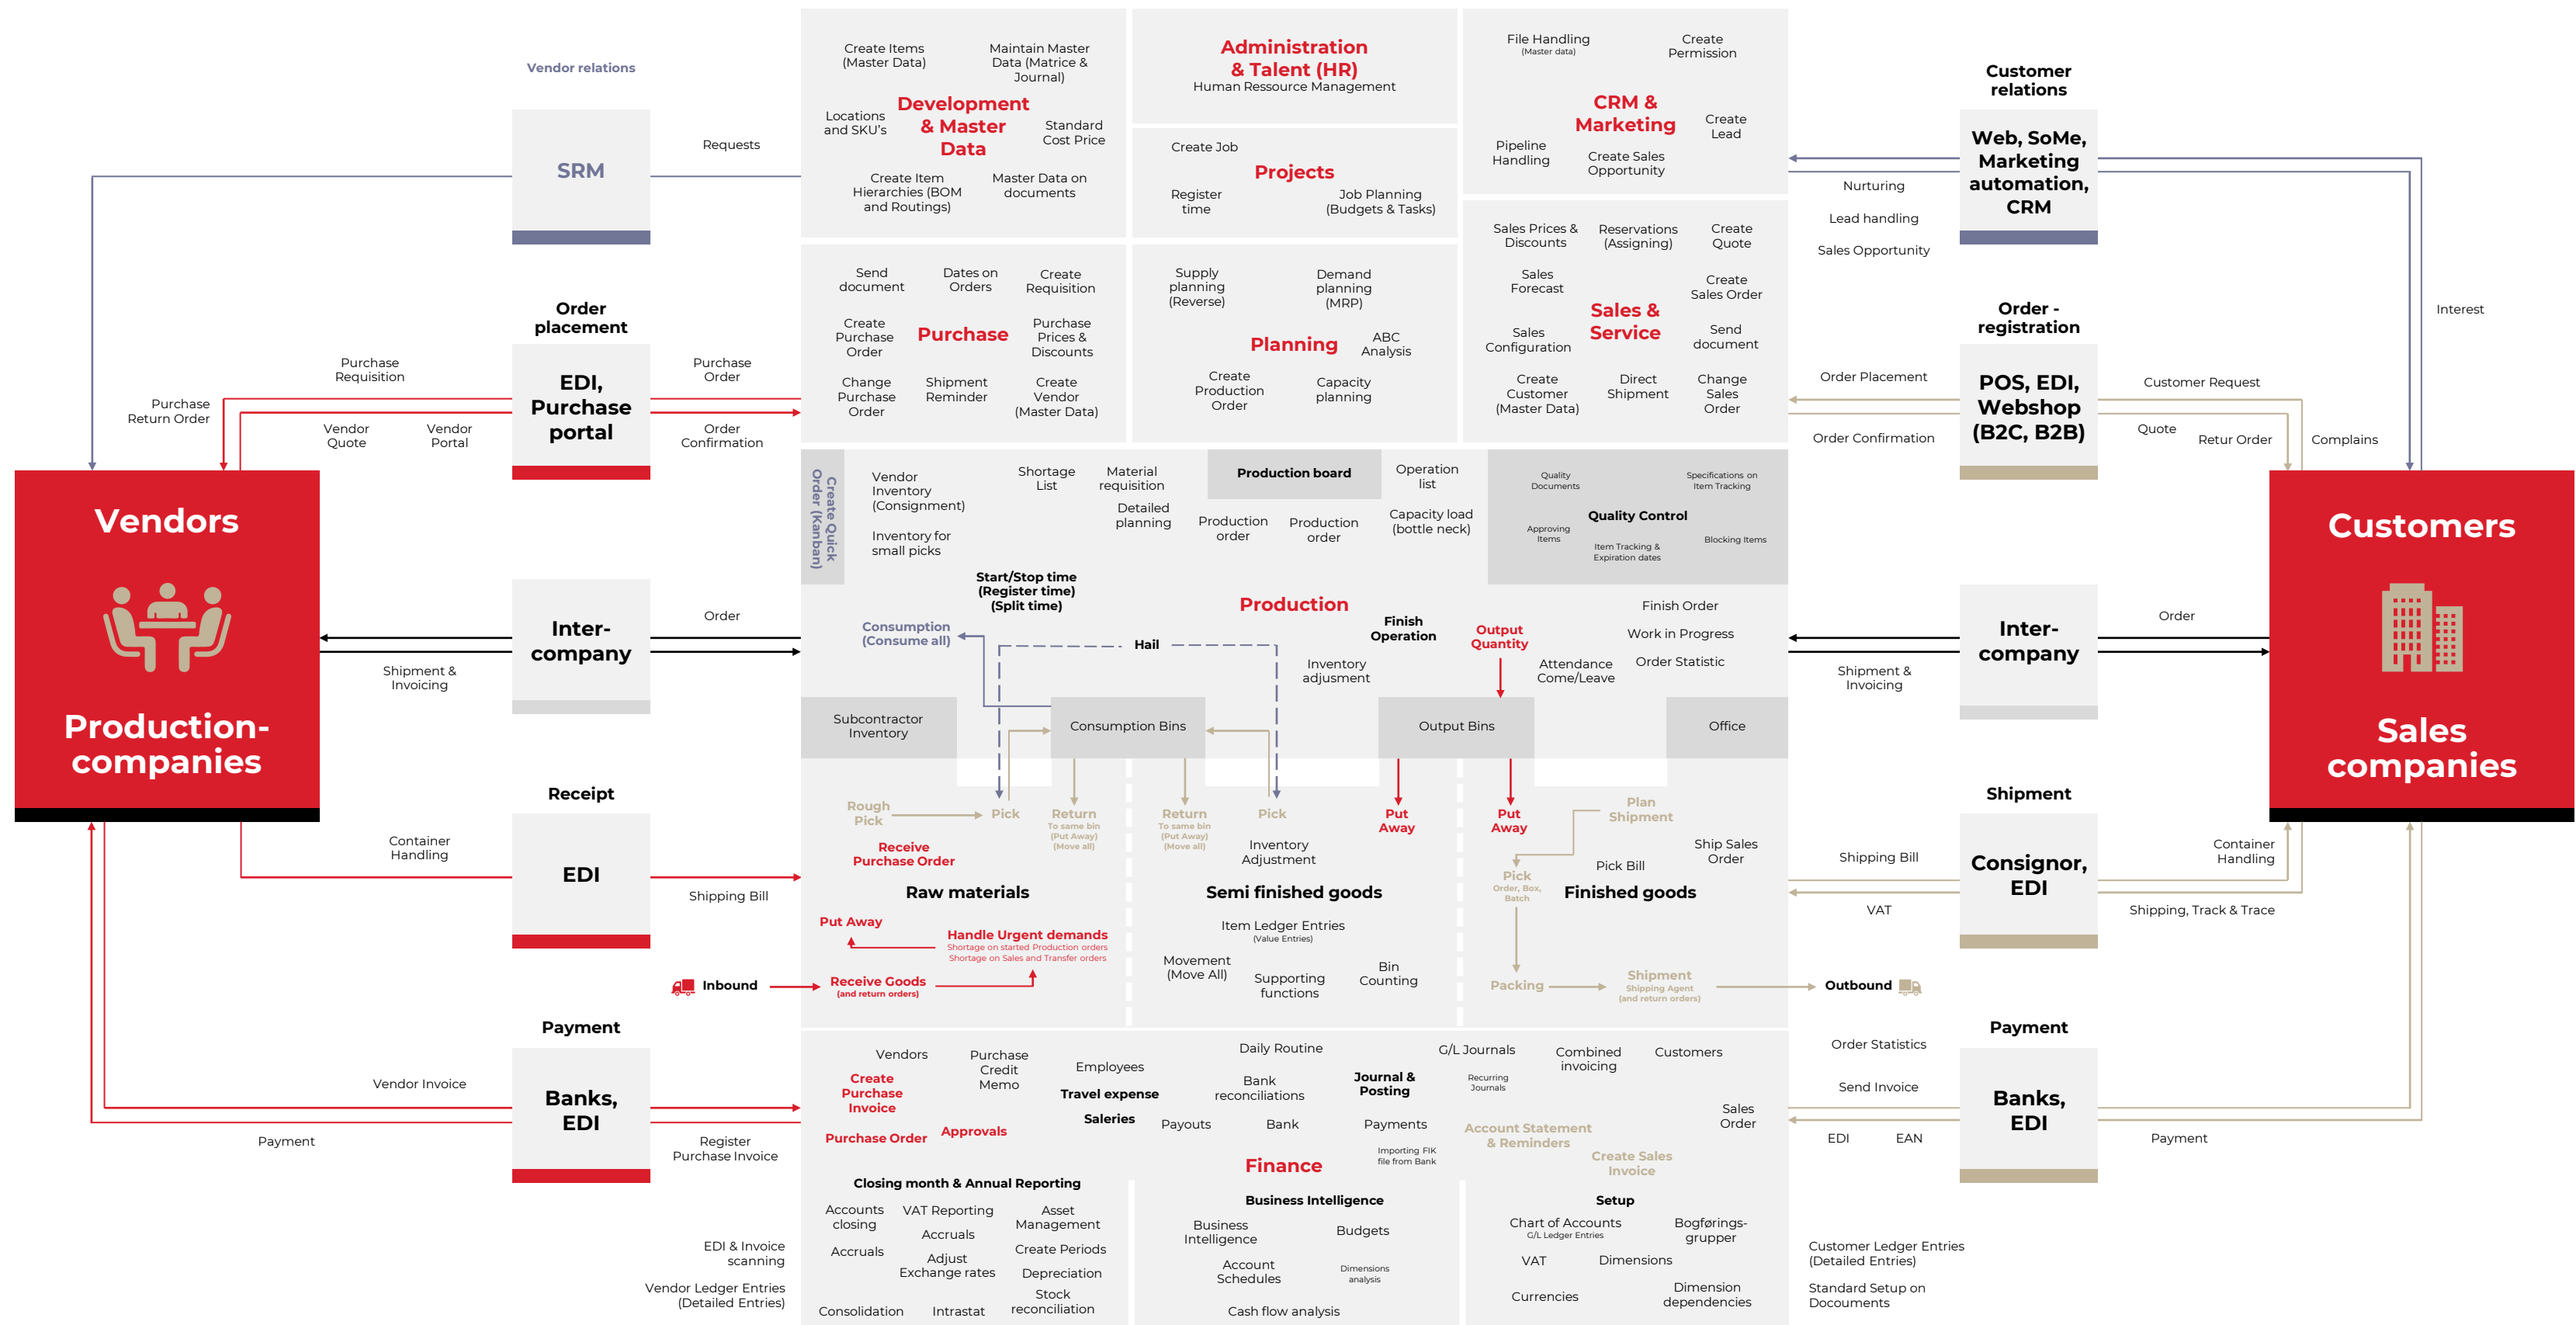 Vendor relations
SRM
Requests
Order
placement
EDI,
Purchase
portal
Purchase
Requisition
Purchase
Order
Purchase
Return Order
Vendor
Quote
Vendor
Portal
Order
Confirmation
Vendors
Production-
companies
Inter-
company
Order
Shipment &
Invoicing
Receipt
EDI
Container
Handling
Shipping Bill
Inbound
Payment
Banks,
EDI
Vendor Invoice
Payment
Register
Purchase Invoice
EDI & Invoice
scanning
Vendor Ledger Entries
(Detailed Entries)
Create Items
(Master Data)
Maintain Master
Data (Matrice &
Journal)
Development
& Master
Data
Locations
and SKU's
Standard
Cost Price
Create Item
Hierarchies (BOM
and Routings)
Master Data on
documents
Administration
& Talent (HR)
Human Ressource Management
Create Job
Projects
Register
time
Job Planning
(Budgets & Tasks)
File Handling
(Master data)
Create
Permission
CRM &
Marketing
Create
Lead
Pipeline
Handling
Create Sales
Opportunity
Send
document
Dates on
Orders
Create
Requisition
Create
Purchase
Order
Purchase
Purchase
Prices &
Discounts
Change
Purchase
Order
Shipment
Reminder
Create
Vendor
(Master Data)
Supply
planning
(Reverse)
Demand
planning
(MRP)
Planning
ABC
Analysis
Create
Production
Order
Capacity
planning
Sales Prices &
Discounts
Reservations
(Assigning)
Create
Quote
Sales
Forecast
Create
Sales Order
Sales &
Service
Sales
Configuration
Send
document
Create
Customer
(Master Data)
Direct
Shipment
Change
Sales
Order
Create Quick
Order (Kanban)
Vendor
Inventory
(Consignment)
Inventory for
small picks
Shortage
List
Material
requisition
Detailed
planning
Production board
Production
order
Production
order
Operation
list
Capacity load
(bottle neck)
Quality
Documents
Specifications on
Item Tracking
Quality Control
Approving
Items
Item Tracking &
Expiration dates
Blocking Items
Start/Stop time
(Register time)
(Split time)
Production
Consumption
(Consume all)
Hail
Finish
Operation
Inventory
adjusment
Output
Quantity
Attendance
Come/Leave
Finish Order
Work in Progress
Order Statistic
Subcontractor
Inventory
Consumption Bins
Output Bins
Office
Rough
Pick
Pick
Return
To same bin
(Put Away)
(Move all)
Return
To same bin
(Put Away)
(Move all)
Pick
Put
Away
Put
Away
Plan
Shipment
Receive
Purchase Order
Inventory
Adjustment
Ship Sales
Order
Pick Bill
Pick
Order, Box,
Batch
Raw materials
Semi finished goods
Finished goods
Put Away
Handle Urgent demands
Shortage on started Production orders
Shortage on Sales and Transfer orders
Receive Goods
(and return orders)
Item Ledger Entries
(Value Entries)
Movement
(Move All)
Supporting
functions
Bin
Counting
Packing
Shipment
Shipping Agent
(and return orders)
Vendors
Purchase
Credit
Memo
Employees
Daily Routine
G/L Journals
Combined
invoicing
Customers
Create
Purchase
Invoice
Travel expense
Saleries
Bank
reconciliations
Journal &
Posting
Recurring
Journals
Purchase Order
Approvals
Payouts
Bank
Payments
Account Statement
& Reminders
Sales
Order
Importing FIK
file from Bank
Create Sales
Invoice
Finance
Closing month & Annual Reporting
Accounts
closing
VAT Reporting
Asset
Management
Accruals
Accruals
Create Periods
Adjust
Exchange rates
Depreciation
Consolidation
Intrastat
Stock
reconciliation
Business Intelligence
Business
Intelligence
Budgets
Account
Schedules
Dimensions
analysis
Cash flow analysis
Setup
Chart of Accounts
G/L Ledger Entries
Bogførings-
grupper
VAT
Dimensions
Currencies
Dimension
dependencies
Customer
relations
Web, SoMe,
Marketing
automation,
CRM
Nurturing
Lead handling
Sales Opportunity
Interest
Order -
registration
POS, EDI,
Webshop
(B2C, B2B)
Order Placement
Order Confirmation
Customer Request
Quote
Retur Order
Complains
Customers
Sales
companies
Inter-
company
Order
Shipment &
Invoicing
Shipment
Consignor,
EDI
Shipping Bill
VAT
Container
Handling
Shipping, Track & Trace
Outbound
Payment
Banks,
EDI
Order Statistics
Send Invoice
EDI
EAN
Payment
Customer Ledger Entries
(Detailed Entries)
Standard Setup on
Docouments